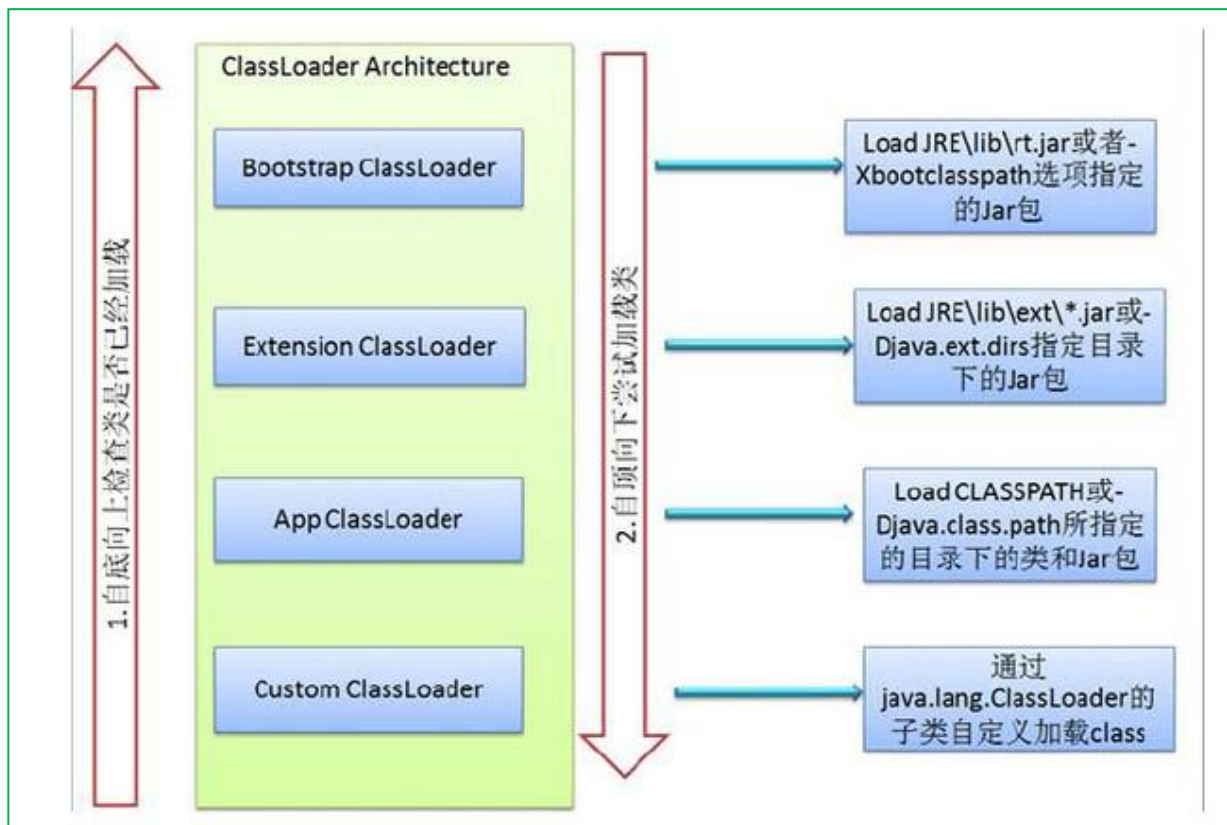 ClassLoader Architecture
Bootstrap ClassLoader
Extension ClassLoader
App ClassLoader
Custom ClassLoader
1.自底向上检查类是否已经加载
2.自顶向下尝试加载类
Load JRE\lib\rt.jar或者-
Xbootclasspath选项指定
的Jar包
Load JRE\lib\ext\*.jar或-
Djava.ext.dirs指定目录
下的Jar包
Load CLASSPATH或-
Djava.class.path所指定
的目录下的类和Jar包
通过
java.lang.ClassLoader的
子类自定义加载class